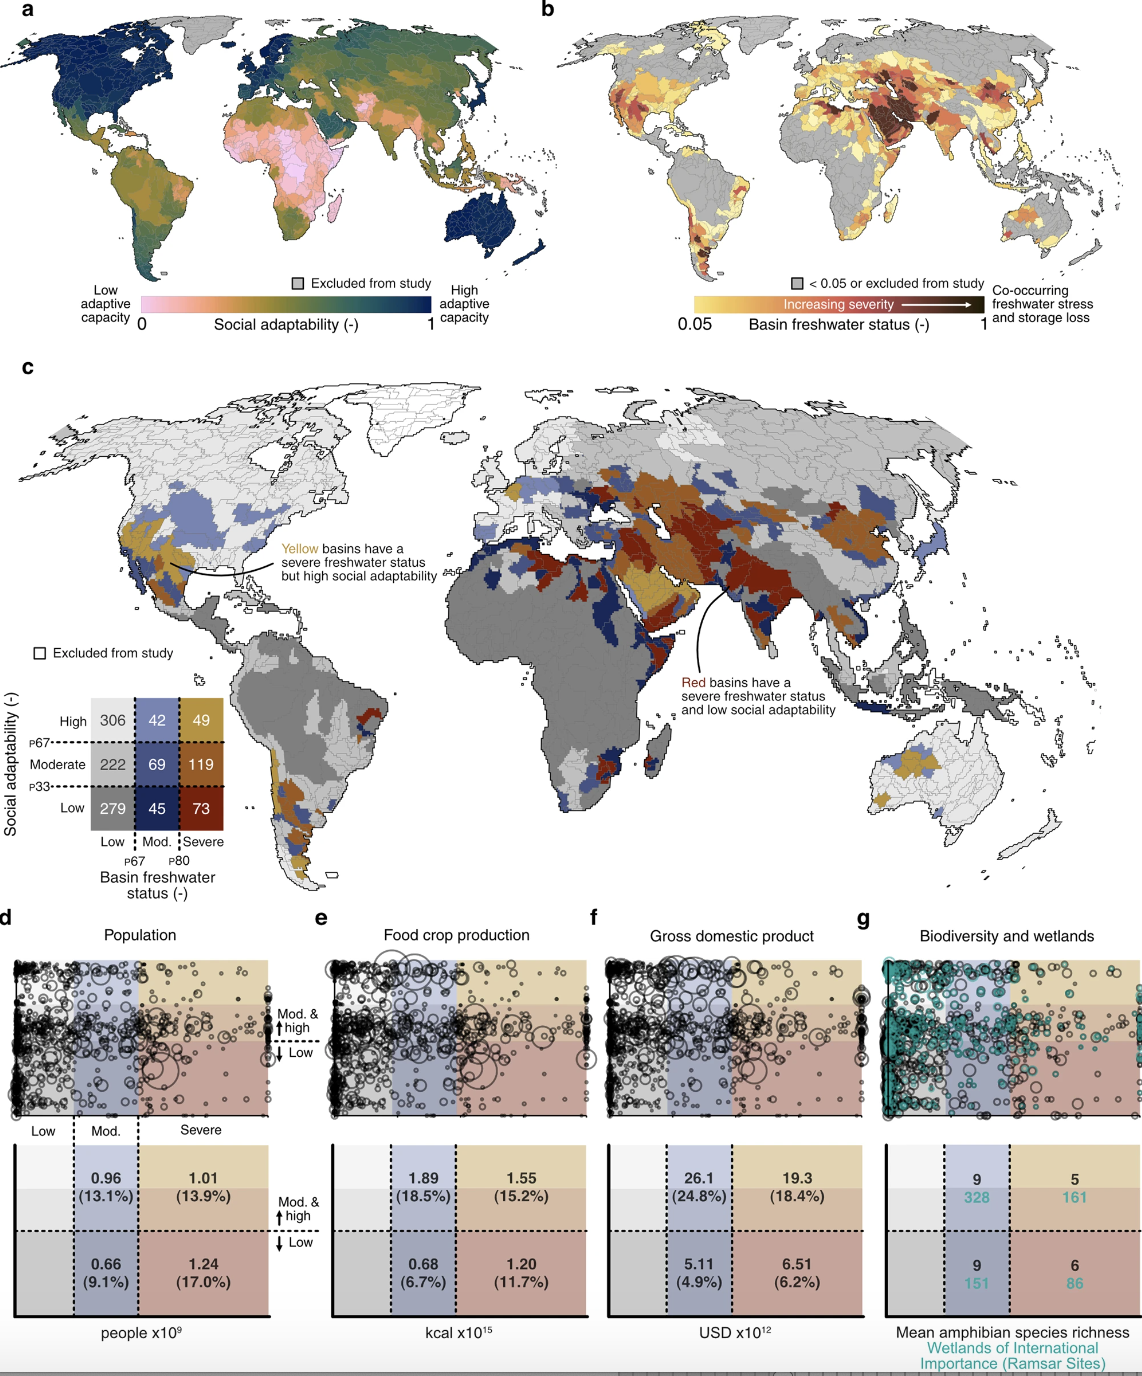 a
b
Excluded from study
Low
adaptive
capacity
High
adaptive
capacity
0
Social adaptability (-)
1
< 0.05 or excluded from study
Increasing severity
Co-occurring
freshwater stress
and storage loss
0.05
Basin freshwater status (-)
1
c
Yellow basins have a
severe freshwater status
but high social adaptability
Excluded from study
Red basins have a
severe freshwater status
and low social adaptability
Social adaptability (-)
High
306
42
49
P67
Moderate
222
69
119
P33
Low
279
45
73
Low
Mod.
Severe
P67
P80
Basin freshwater
status (-)
d
e
f
g
Population
Food crop production
Gross domestic product
Biodiversity and wetlands
Mod. &
high
Low
Low
Mod.
Severe
0.96
(13.1%)
1.01
(13.9%)
0.66
(9.1%)
1.24
(17.0%)
people x10⁹
Mod. &
high
Low
1.89
(18.5%)
1.55
(15.2%)
0.68
(6.7%)
1.20
(11.7%)
kcal x10¹⁵
26.1
(24.8%)
19.3
(18.4%)
5.11
(4.9%)
6.51
(6.2%)
USD x10¹²
9
328
5
161
9
151
6
86
Mean amphibian species richness
Wetlands of International
Importance (Ramsar Sites)